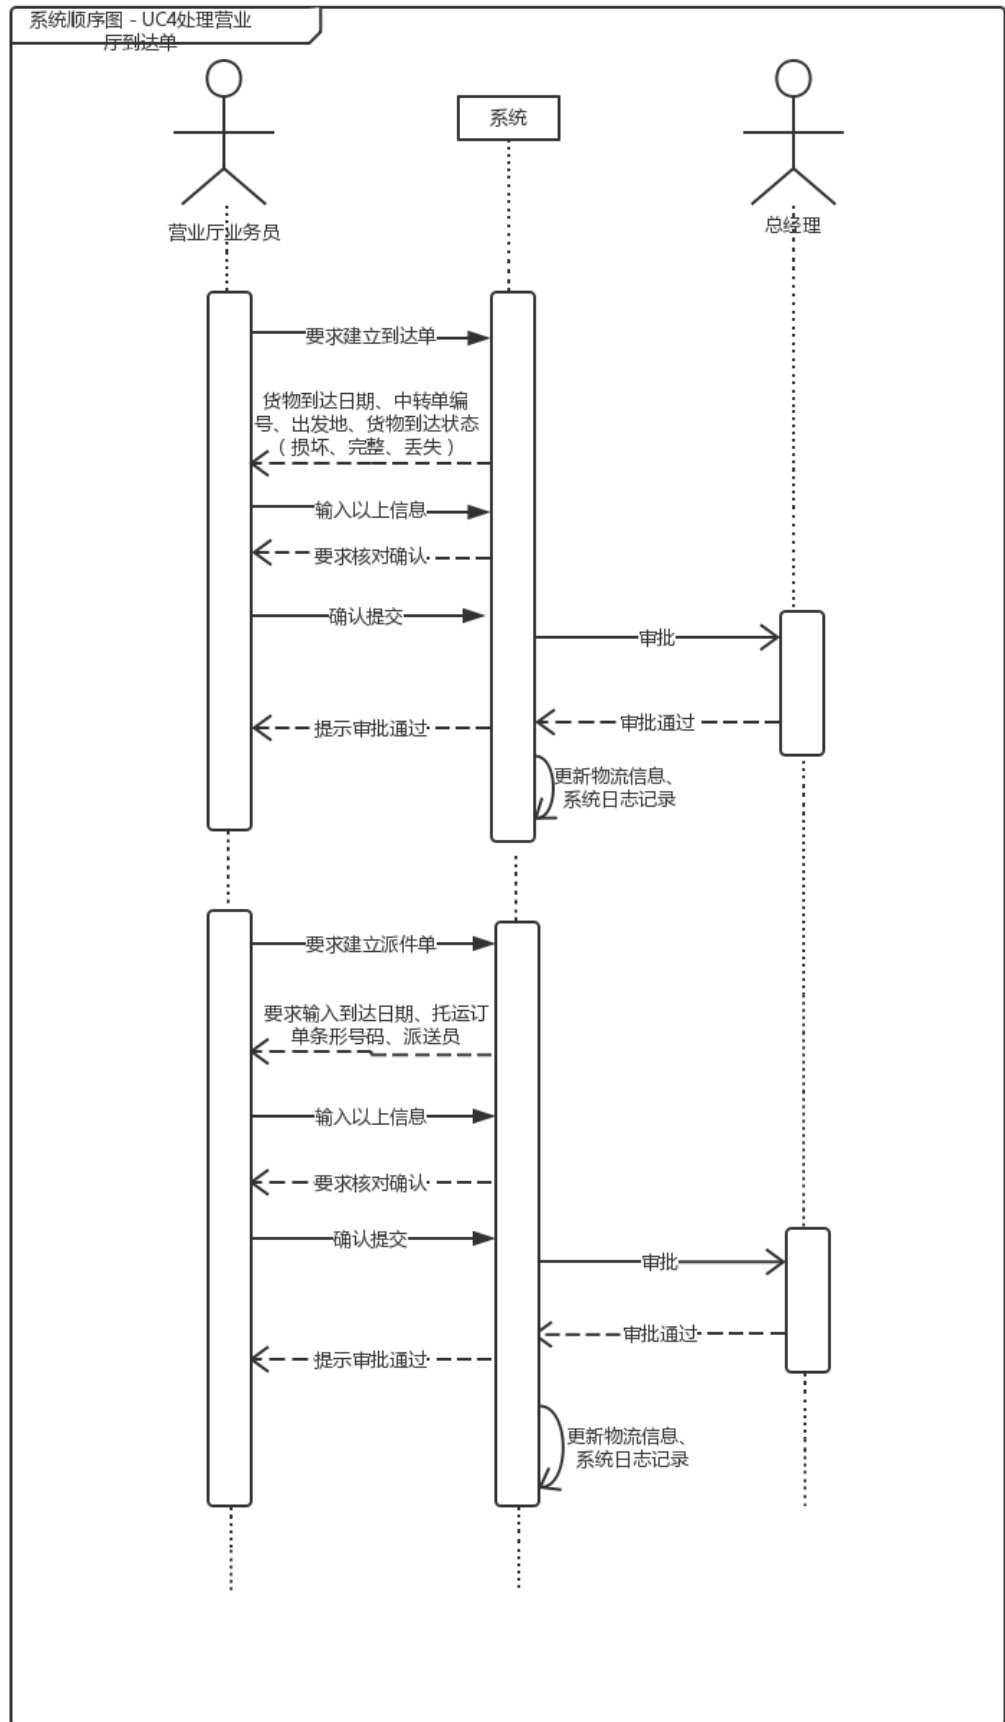 系统顺序图 - UC4处理营业
厅到达单
系统
营业厅业务员
总经理
要求建立到达单
货物到达日期、中转单编
号、出发地、货物到达状态
（损坏、完整、丢失）
输入以上信息
要求核对确认
确认提交
审批
审批通过
提示审批通过
更新物流信息、
系统日志记录
要求建立派件单
要求输入到达日期、托运订
单条形号码、派送员
输入以上信息
要求核对确认
确认提交
审批
审批通过
提示审批通过
更新物流信息、
系统日志记录